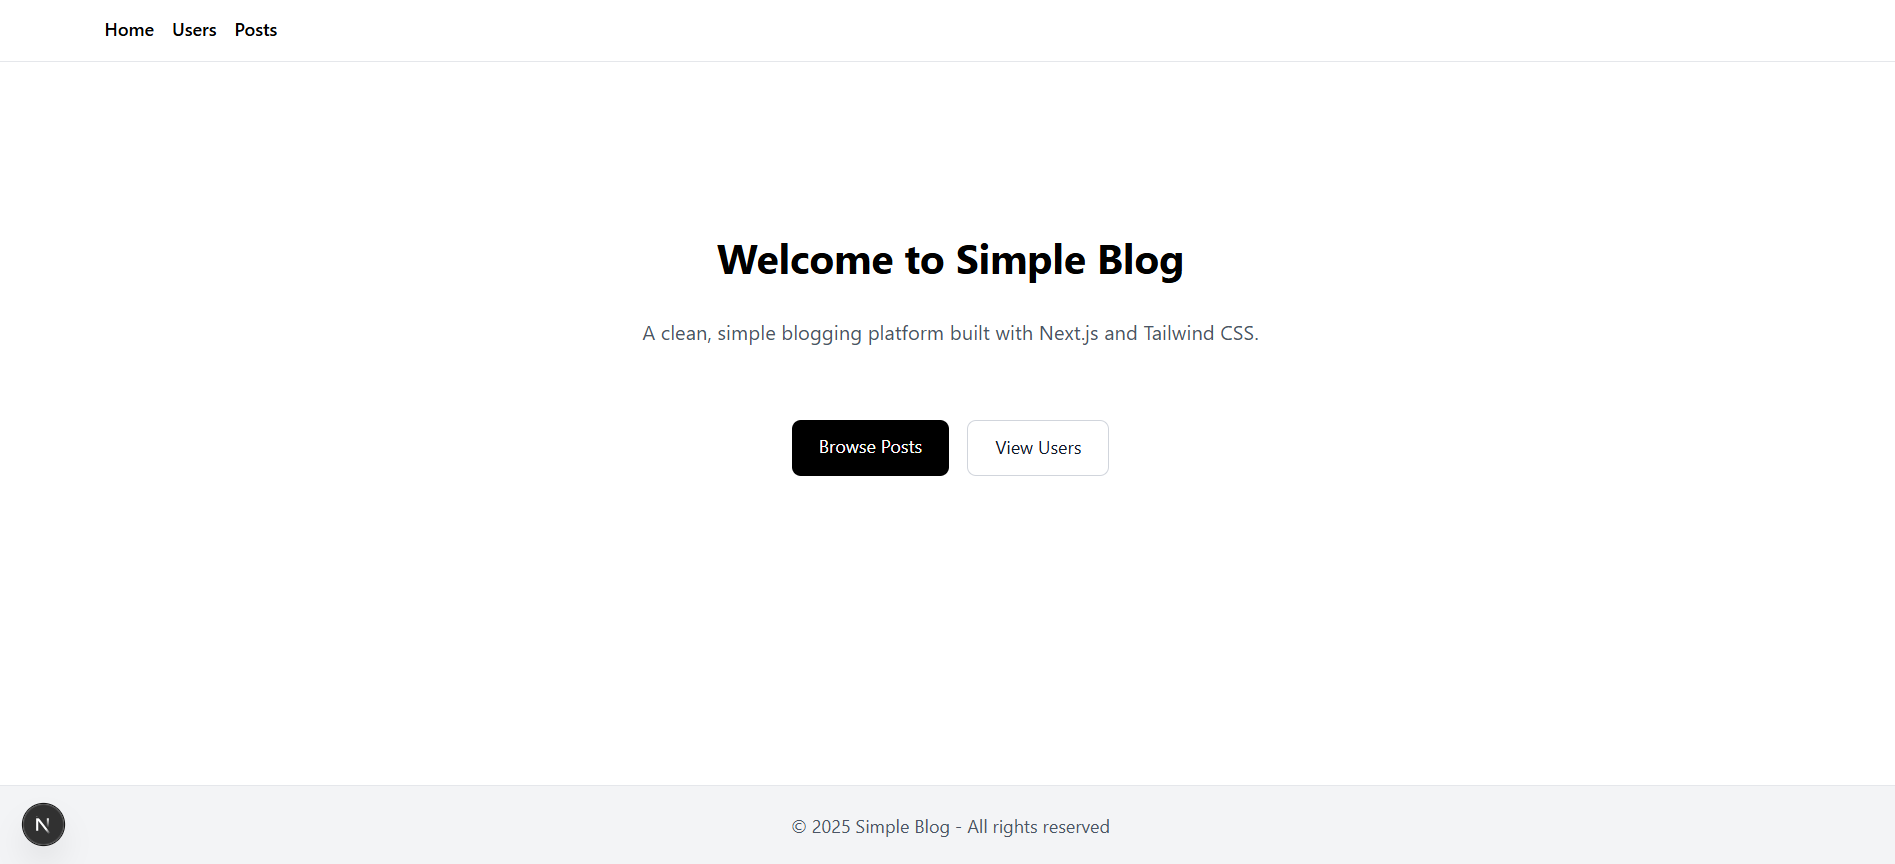 Home Users Posts
Welcome to Simple Blog
A clean, simple blogging platform built with Next.js and Tailwind CSS.
Browse Posts View Users
N
© 2025 Simple Blog - All rights reserved